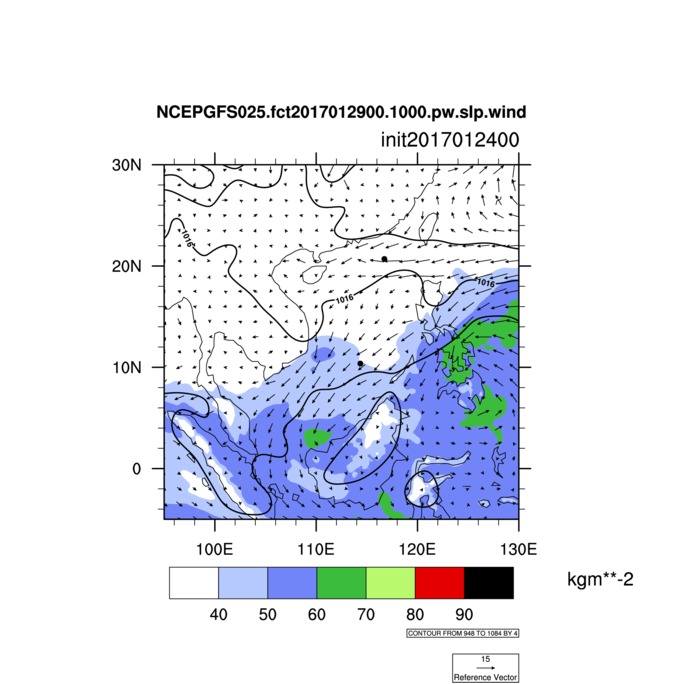 NCEPGFS025.fct2017012900.1000.pw.slp.wind
init2017012400
30N
1016
20N
1016
1016
10N
0
100E 110E 120E 130E
kgm**-2
40 50 60 70 80 90
CONTOUR FROM 948 TO 1084 BY 4
15
Reference Vector